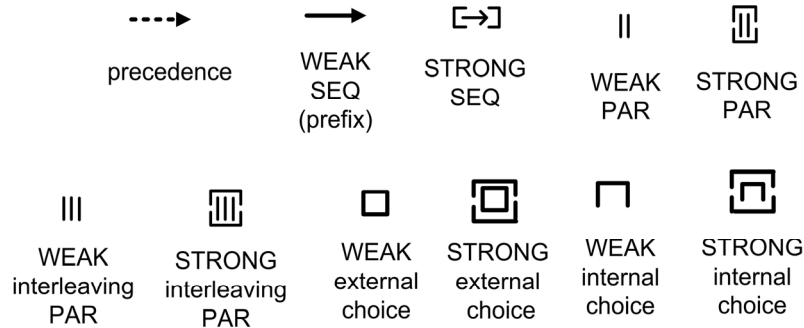 precedence
WEAK
SEQ
(prefix)
STRONG
SEQ
WEAK
PAR
STRONG
PAR
WEAK
interleaving
PAR
STRONG
interleaving
PAR
WEAK
external
choice
STRONG
external
choice
WEAK
internal
choice
STRONG
internal
choice